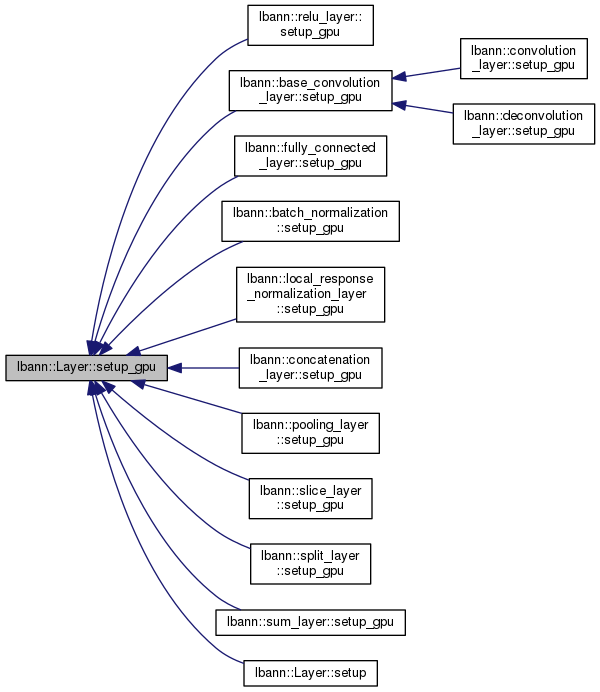 lbann::relu_layer::
setup_gpu
lbann::convolution
_layer::setup_gpu
lbann::base_convolution
_layer::setup_gpu
lbann::deconvolution
_layer::setup_gpu
lbann::fully_connected
_layer::setup_gpu
lbann::batch_normalization
::setup_gpu
lbann::local_response
_normalization_layer
::setup_gpu
lbann::Layer::setup_gpu
lbann::concatenation
_layer::setup_gpu
lbann::pooling_layer
::setup_gpu
lbann::slice_layer
::setup_gpu
lbann::split_layer
::setup_gpu
lbann::sum_layer::setup_gpu
lbann::Layer::setup